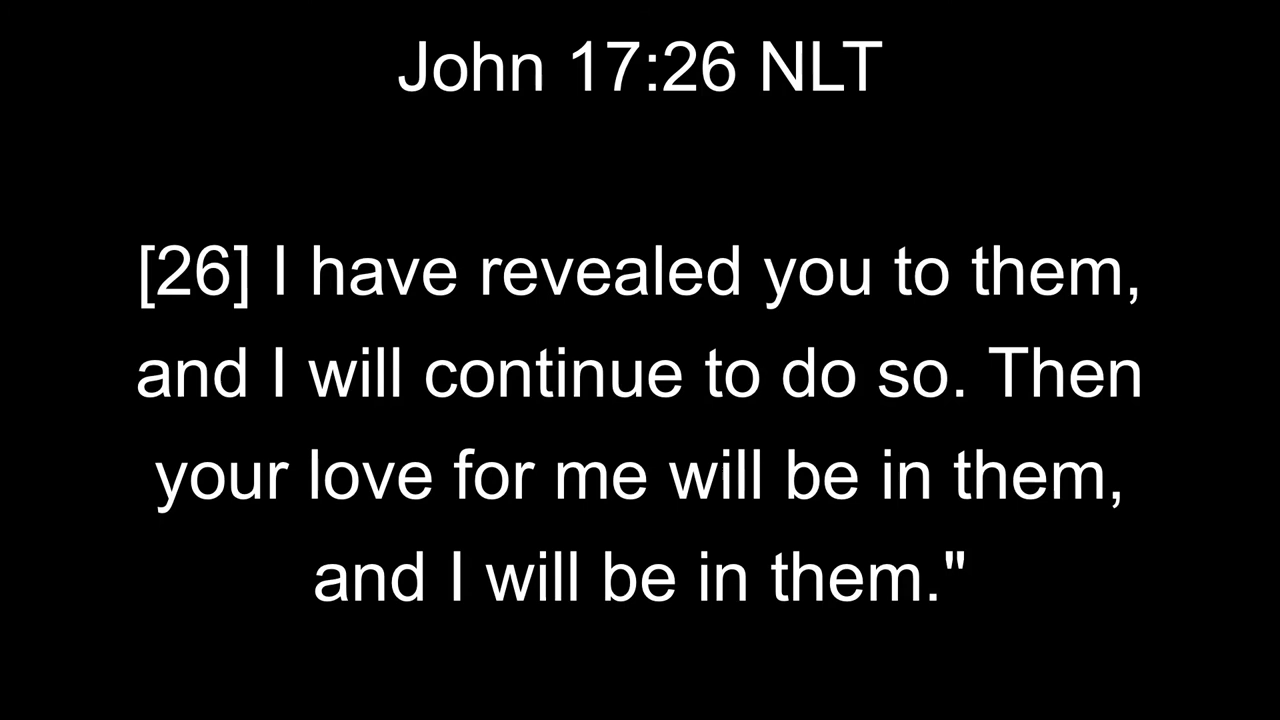 John 17:26 NLT
[26] I have revealed you to them,
and I will continue to do so. Then
your love for me will be in them,
and I will be in them."